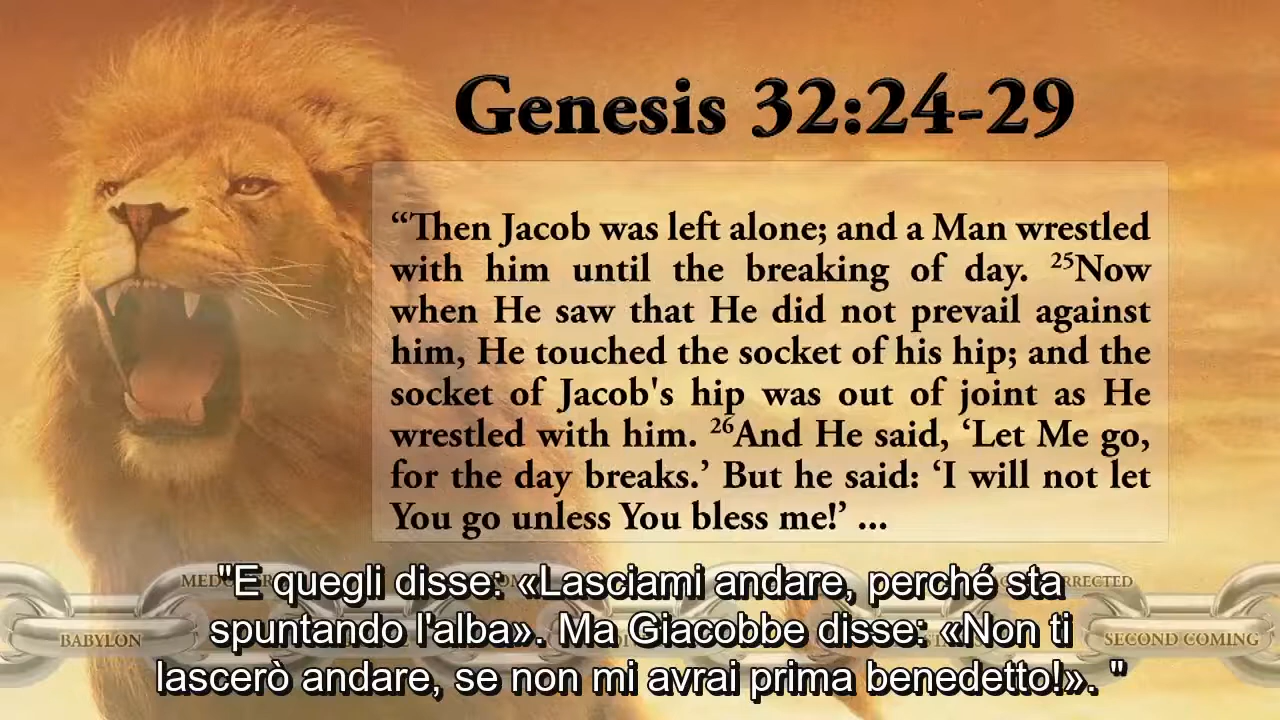 Genesis 32:24-29
“Then Jacob was left alone; and a Man wrestled
with him until the breaking of day. ²⁵Now
when He saw that He did not prevail against
him, He touched the socket of his hip; and the
socket of Jacob's hip was out of joint as He
wrestled with him. ²⁶And He said, ‘Let Me go,
for the day breaks.’ But he said: ‘I will not let
You go unless You bless me!’ ...
"E quegli disse: «Lasciami andare, perché sta
spuntando l'alba». Ma Giacobbe disse: «Non ti
lascerò andare, se non mi avrai prima benedetto!». "
BABYLON
SECOND COMING